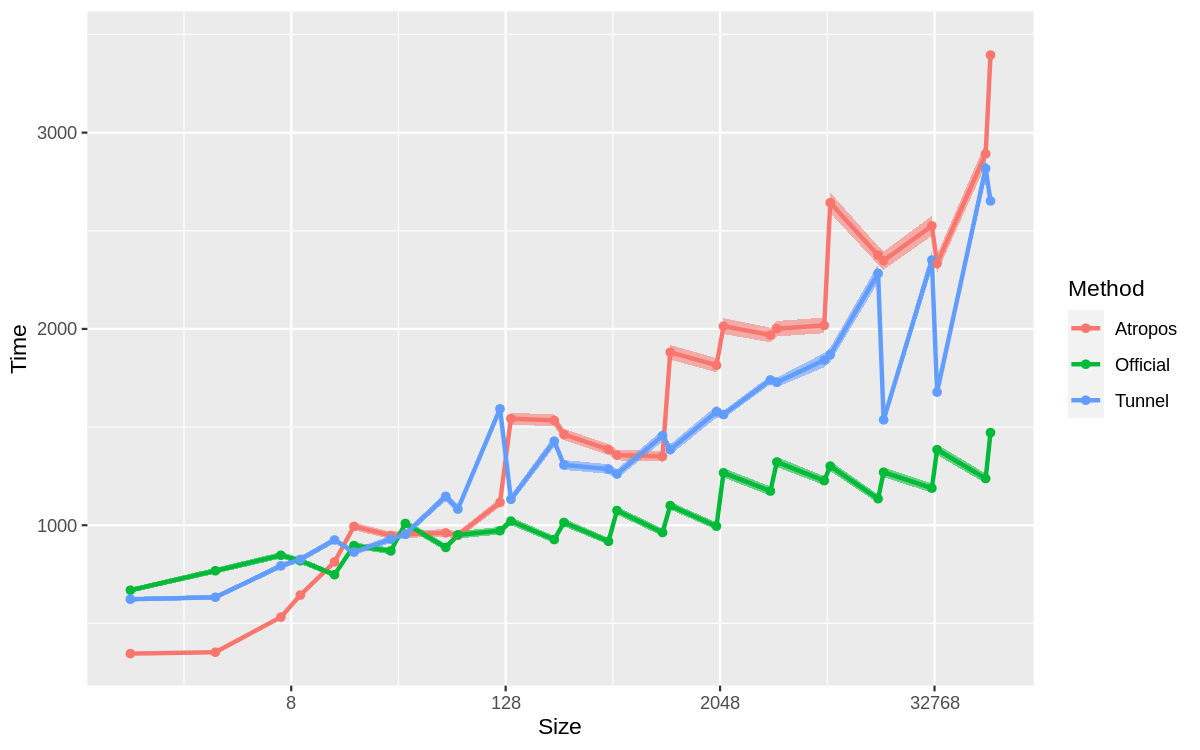 3000
2000
1000
Time
8
128
2048
32768
Size
Method
Atropos
Official
Tunnel